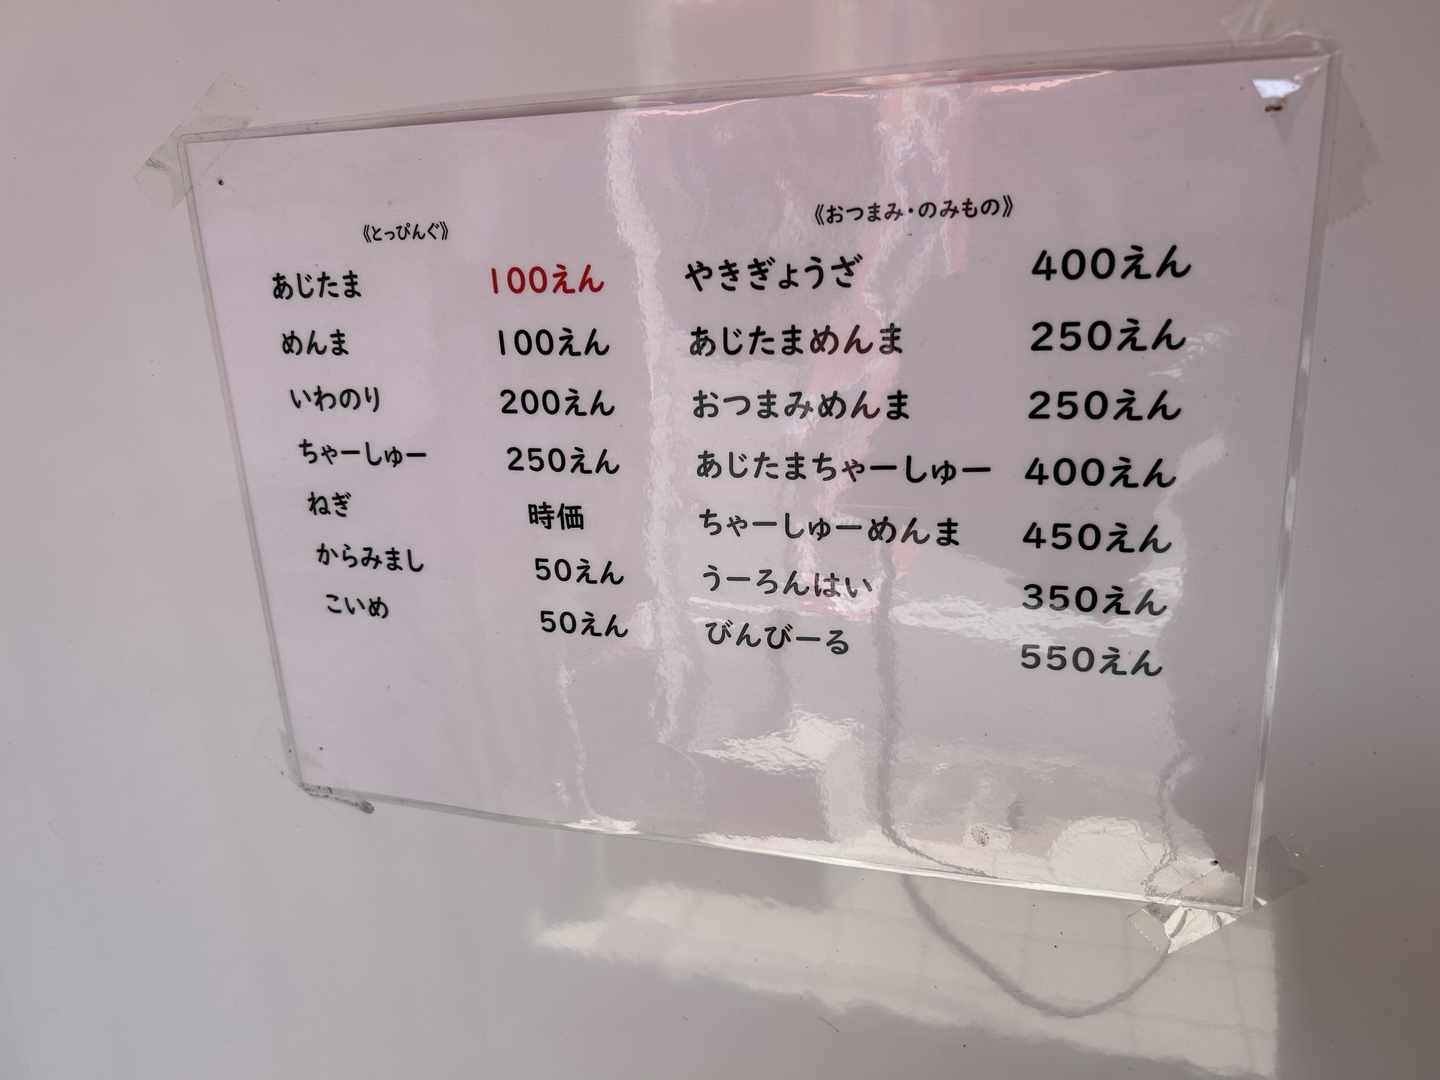 《とっぴんぐ》
あじたま 100えん
めんま 100えん
いわのり 200えん
ちゃーしゅー 250えん
ねぎ 時価
からみまし 50えん
こいめ 50えん
《おつまみ・のみもの》
やきぎょうざ 400えん
あじたまめんま 250えん
おつまみめんま 250えん
あじたまちゃーしゅー 400えん
ちゃーしゅーめんま 450えん
うーろんはい 350えん
びんびーる 550えん